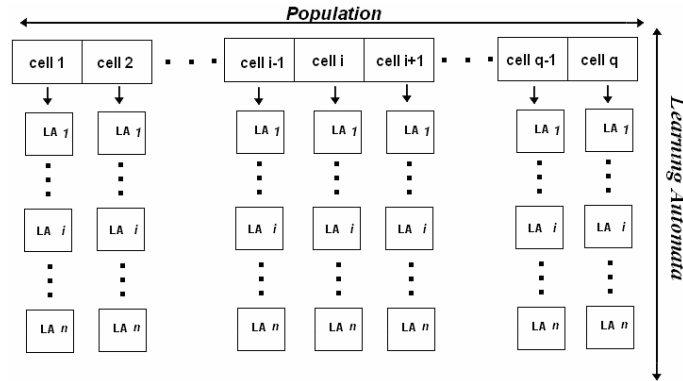 Population
cell 1 cell 2 cell i-1 cell i cell i+1 cell q-1 cell q
LA 1 LA 1 LA 1 LA 1 LA 1 LA 1 LA 1
LA i LA i LA i LA i LA i LA i LA i
LA n LA n LA n LA n LA n LA n LA n
Learning Automata